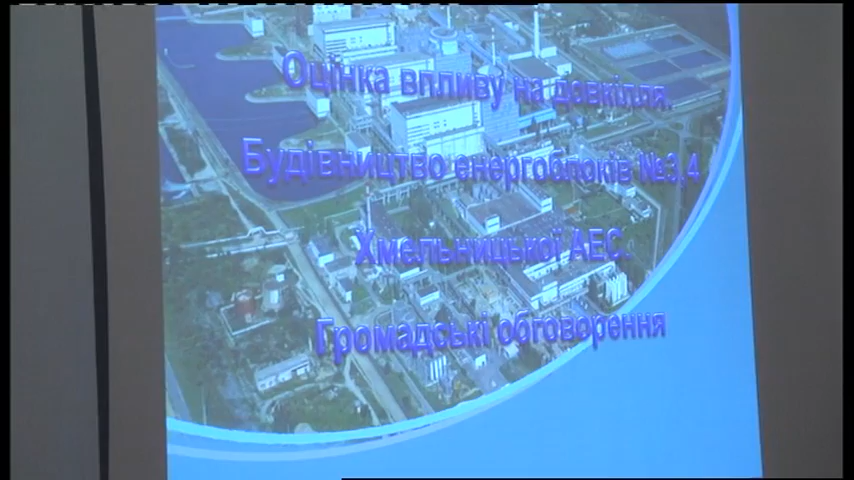 Оцінка впливу на довкілля.
Будівництво енергоблоків №3,4
Хмельницької АЕС.
Громадські обговорення